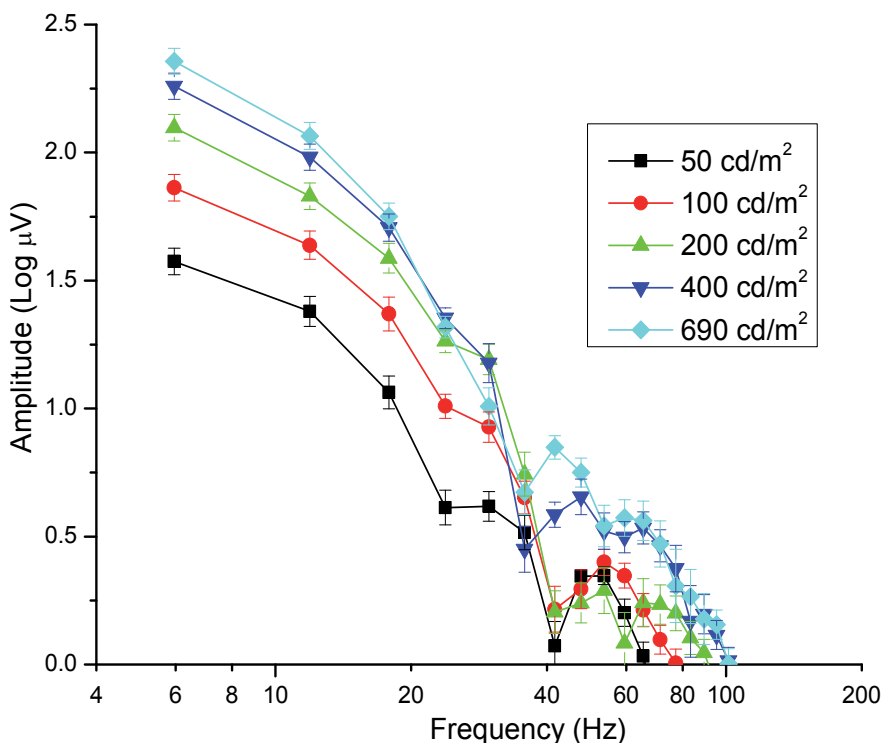 2.5
2.0
1.5
1.0
0.5
0.0
Amplitude (Log μV)
50 cd/m²
100 cd/m²
200 cd/m²
400 cd/m²
690 cd/m²
4 6 8 10 20 40 60 80 100 200
Frequency (Hz)